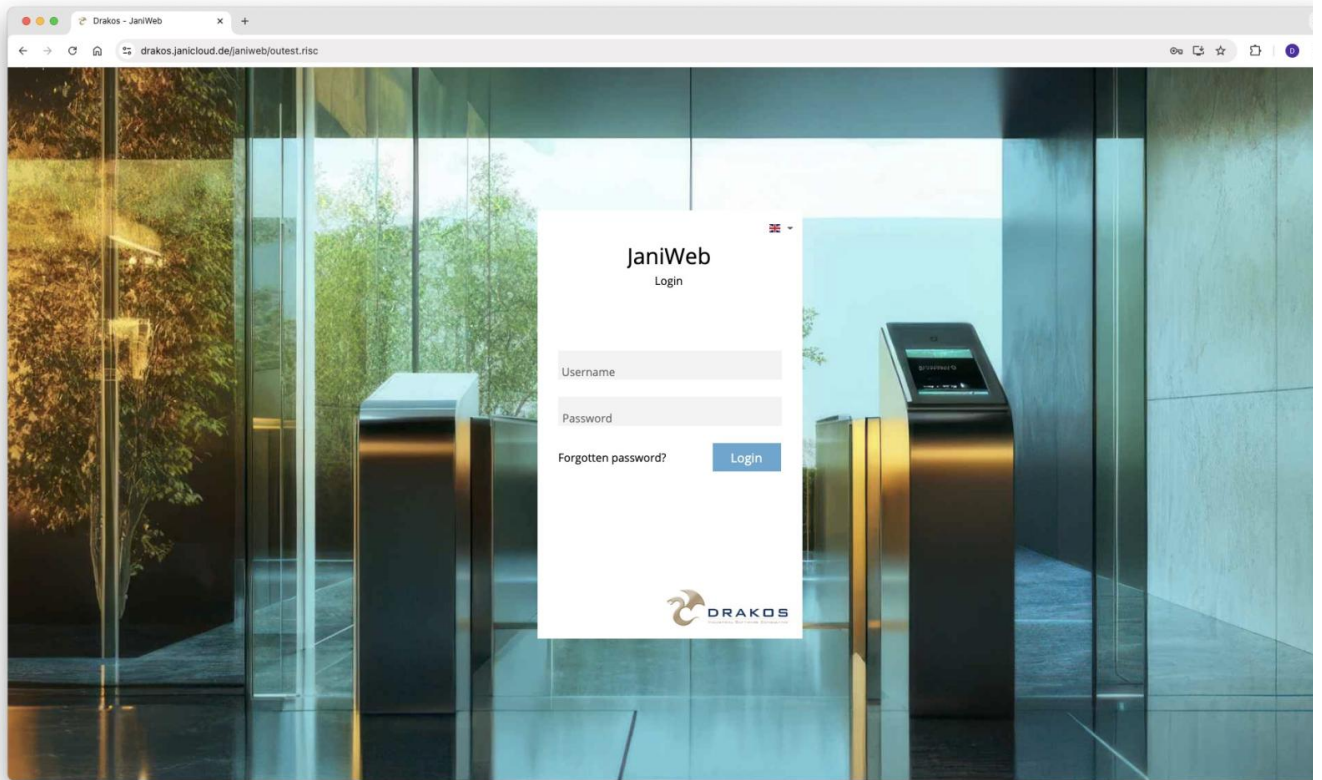 Drakos - JaniWeb
drakos.janicloud.de/janiweb/outest.risc
D
JaniWeb
Login
Username
Password
Forgotten password?
Login
DRAKOS